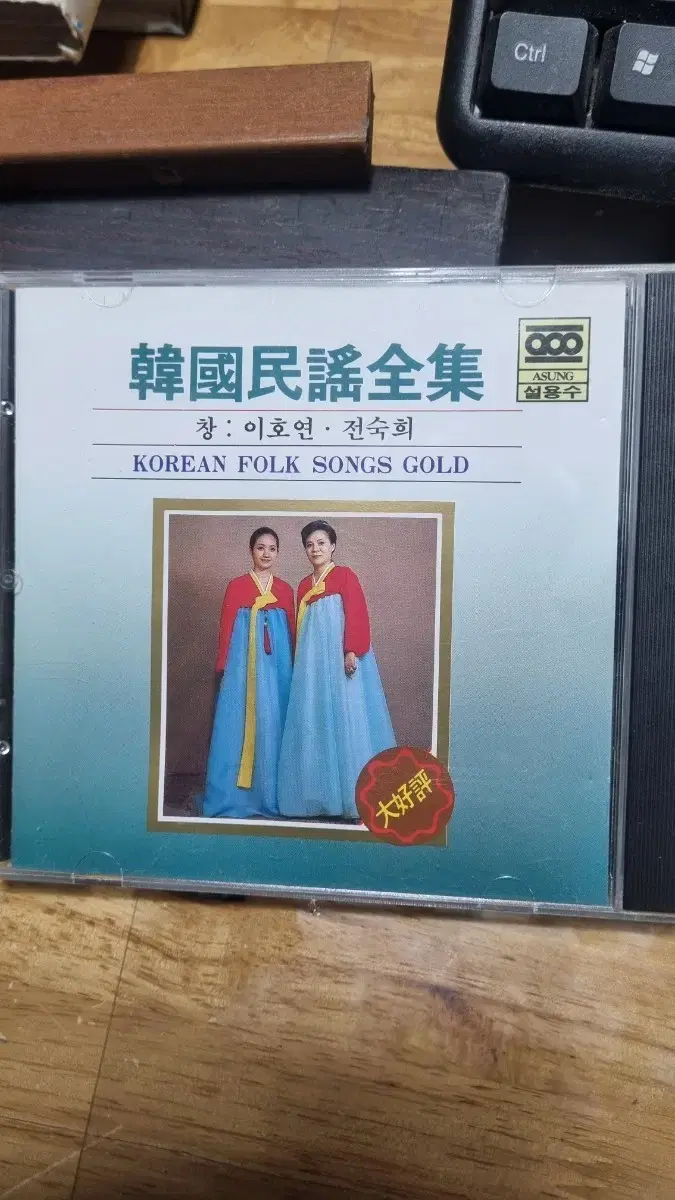 Ctrl
韓國民謠全集
ASUNG
설용수
창 : 이호연 · 전숙희
KOREAN FOLK SONGS GOLD
大好評